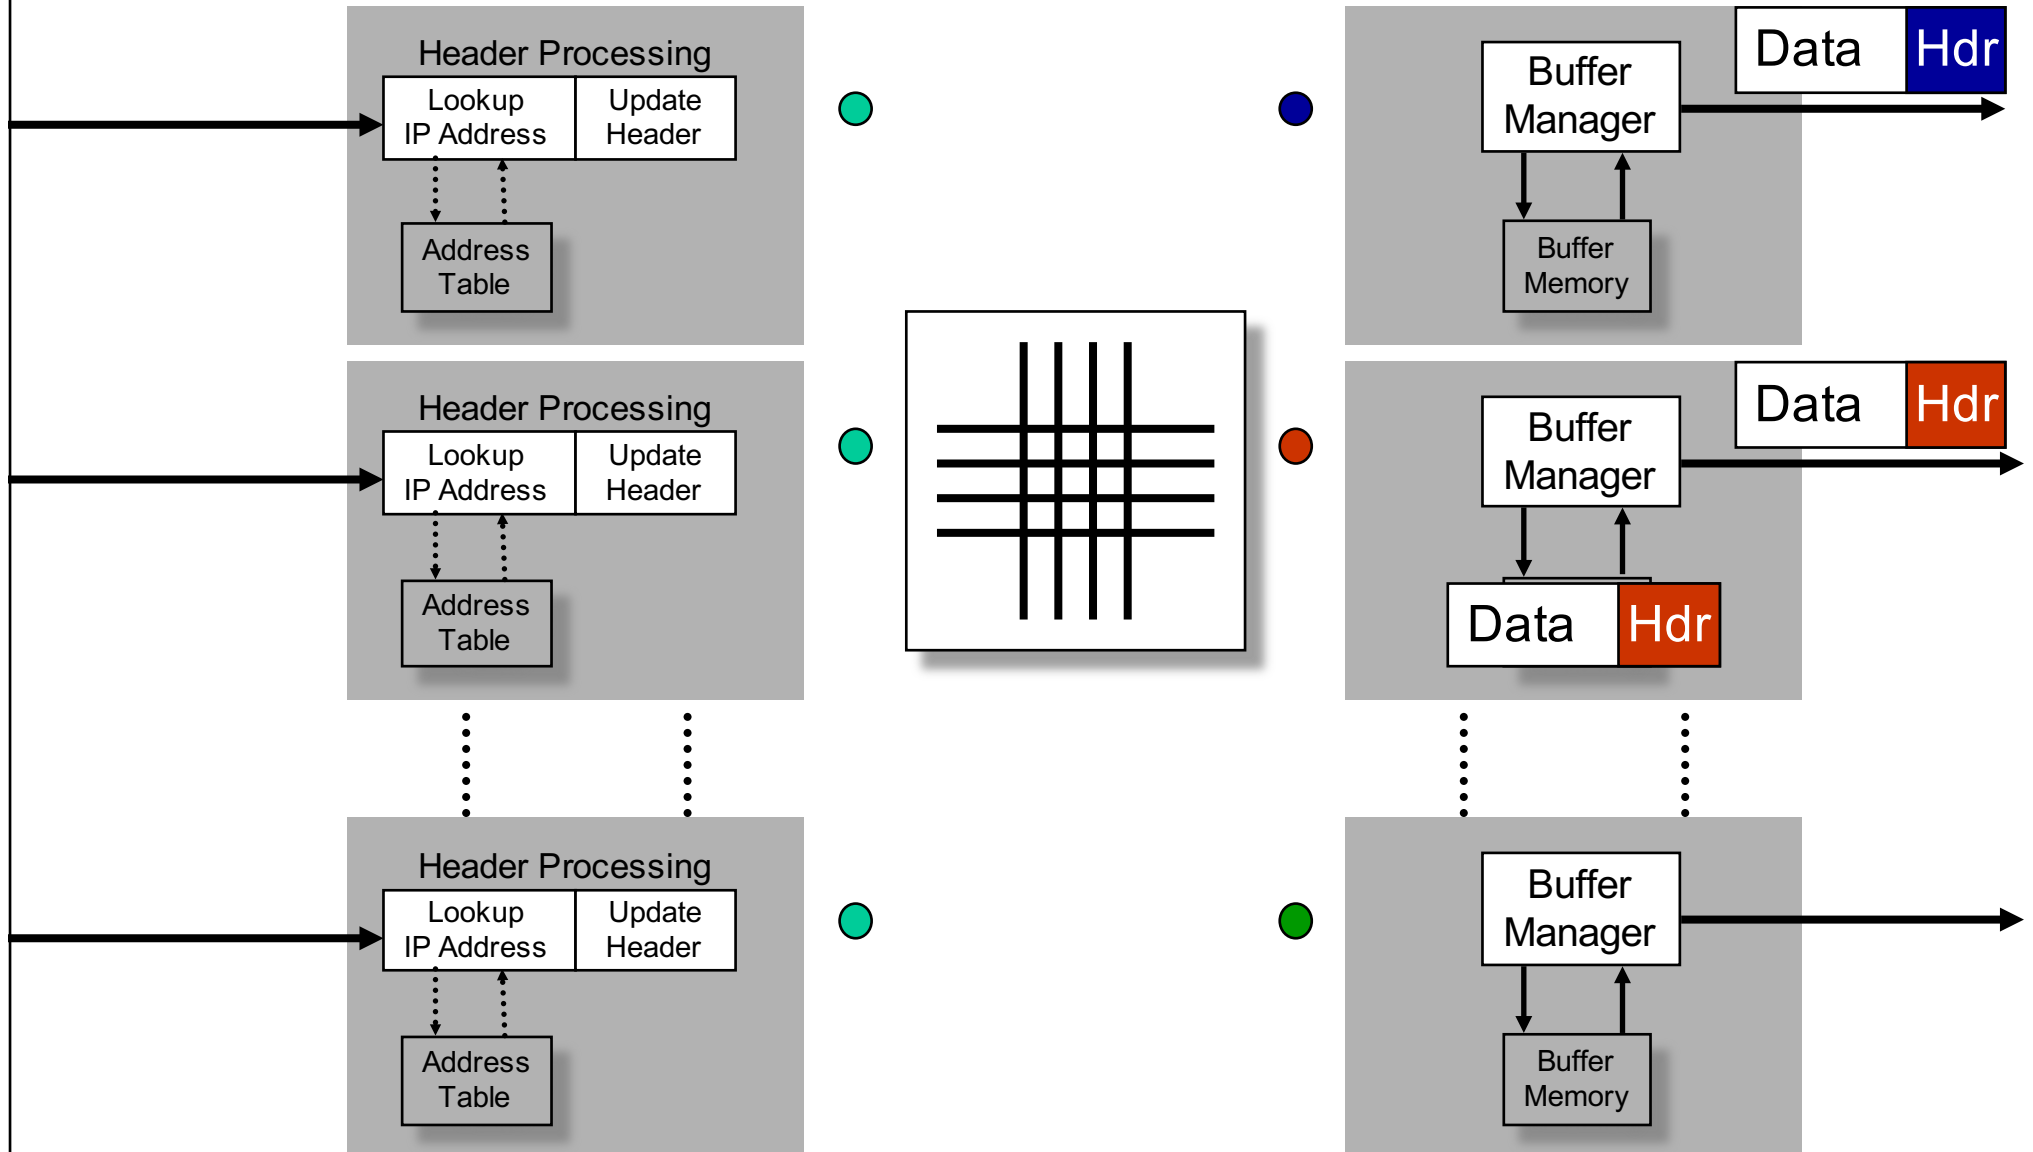 Header Processing
Lookup
IP Address
Update
Header
Address
Table
Buffer
Manager
Buffer
Memory
Data Hdr
Header Processing
Lookup
IP Address
Update
Header
Address
Table
Buffer
Manager
Data Hdr
Data Hdr
Header Processing
Lookup
IP Address
Update
Header
Address
Table
Buffer
Manager
Buffer
Memory